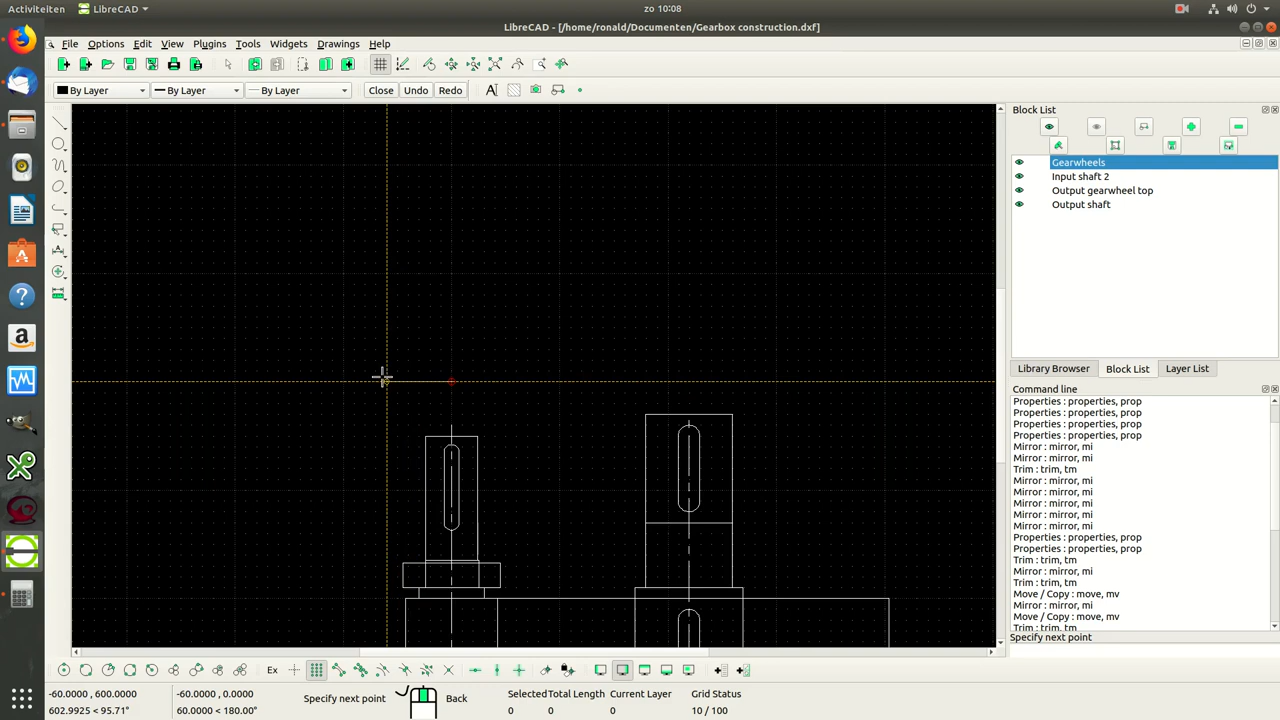 Activiteiten
LibreCAD
zo 10:08
LibreCAD - [/home/ronald/Documenten/Gearbox construction.dxf]
File Options Edit View Plugins Tools Widgets Drawings Help
By Layer By Layer By Layer Close Undo Redo
Block List
Gearwheels
Input shaft 2
Output gearwheel top
Output shaft
Library Browser Block List Layer List
Command line
Properties : properties, prop
Properties : properties, prop
Properties : properties, prop
Properties : properties, prop
Mirror : mirror, mi
Mirror : mirror, mi
Trim : trim, tm
Mirror : mirror, mi
Mirror : mirror, mi
Mirror : mirror, mi
Mirror : mirror, mi
Mirror : mirror, mi
Properties : properties, prop
Properties : properties, prop
Trim : trim, tm
Mirror : mirror, mi
Trim : trim, tm
Move / Copy : move, mv
Mirror : mirror, mi
Move / Copy : move, mv
Trim : trim, tm
Specify next point
Ex
-60.0000 , 600.0000
602.9925 < 95.71°
-60.0000 , 0.0000
60.0000 < 180.00°
Specify next point
Back
Selected Total Length Current Layer Grid Status
0 0 0 10 / 100